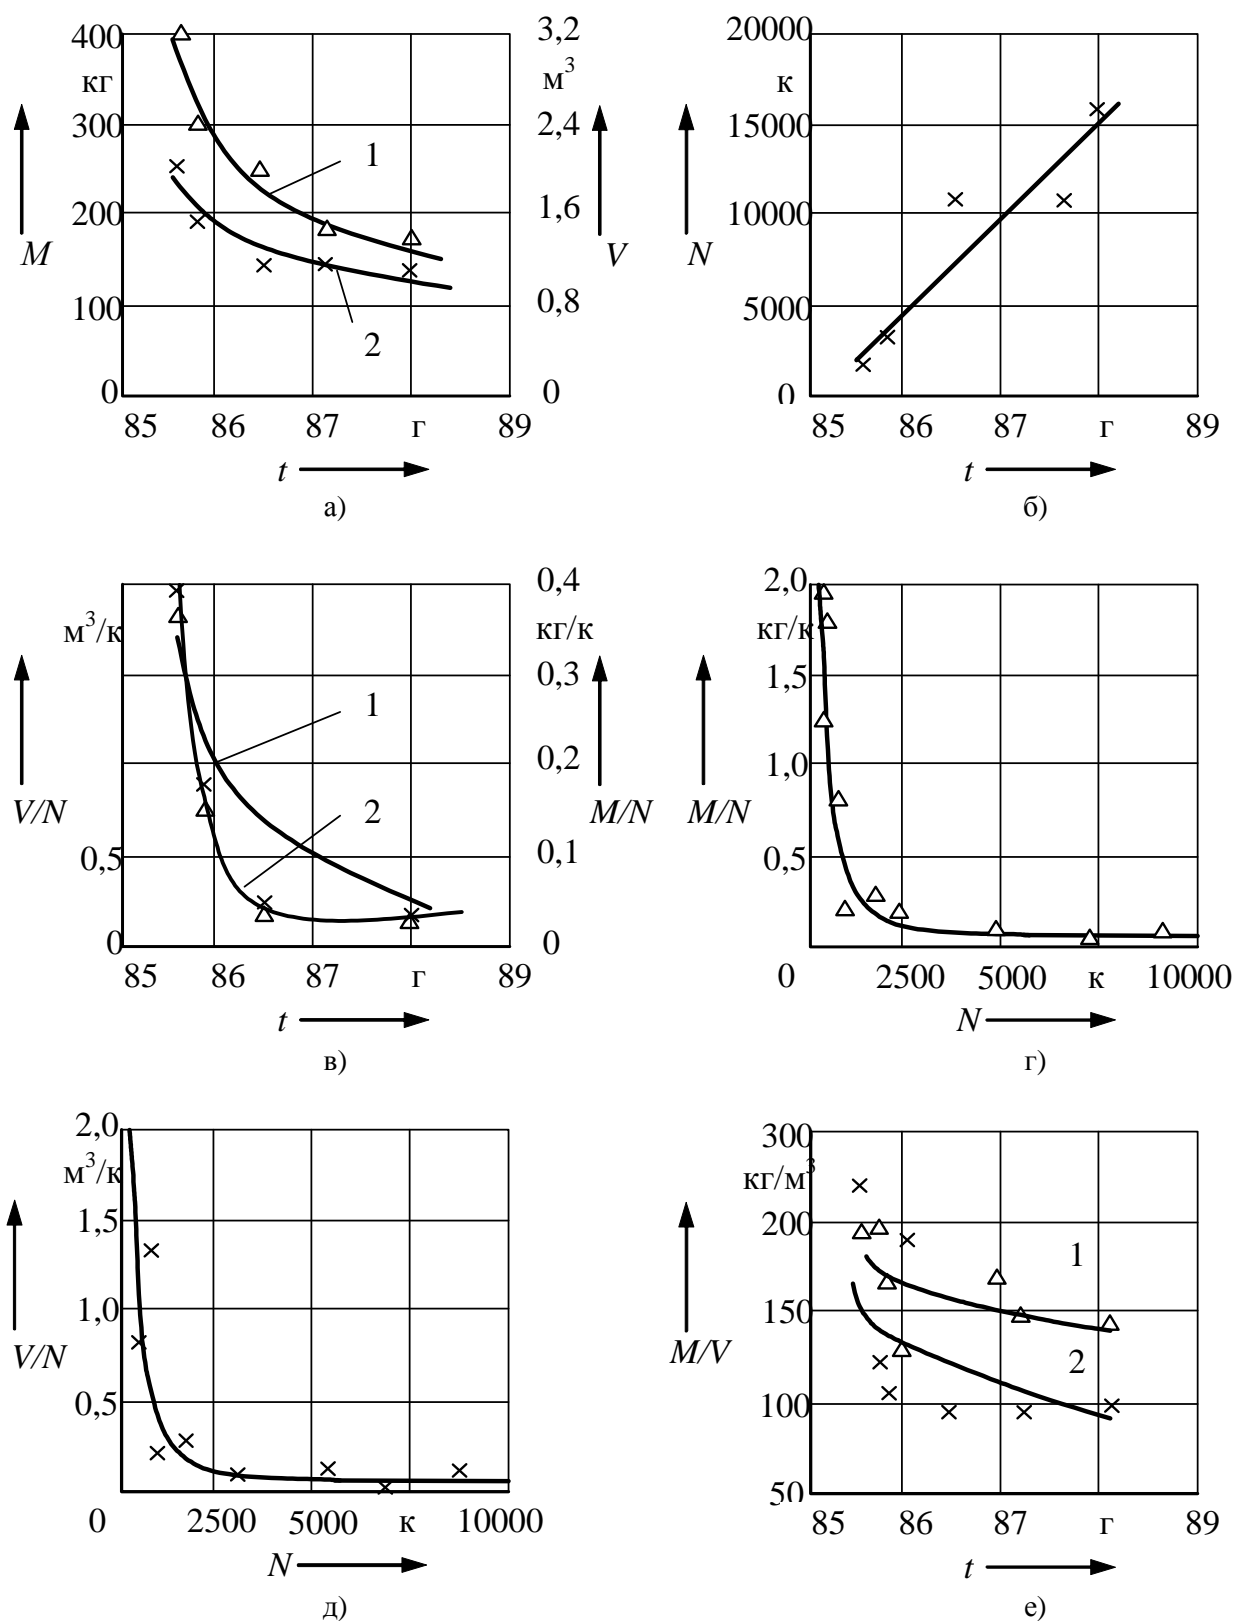 400
кг
300
200
100
0
M
3,2
м³
2,4
1,6
0,8
0
V
1
2
85 86 87 г 89
t
а)
20000
к
15000
10000
5000
0
N
85 86 87 г 89
t
б)
м³/к
V/N
0,5
0
0,4
кг/к
0,3
0,2
0,1
0
M/N
1
2
85 86 87 г 89
t
в)
2,0
кг/к
1,5
1,0
0,5
M/N
0 2500 5000 к 10000
N
г)
2,0
м³/к
1,5
1,0
0,5
V/N
0 2500 5000 к 10000
N
д)
300
кг/м³
200
150
100
50
M/V
1
2
85 86 87 г 89
t
е)